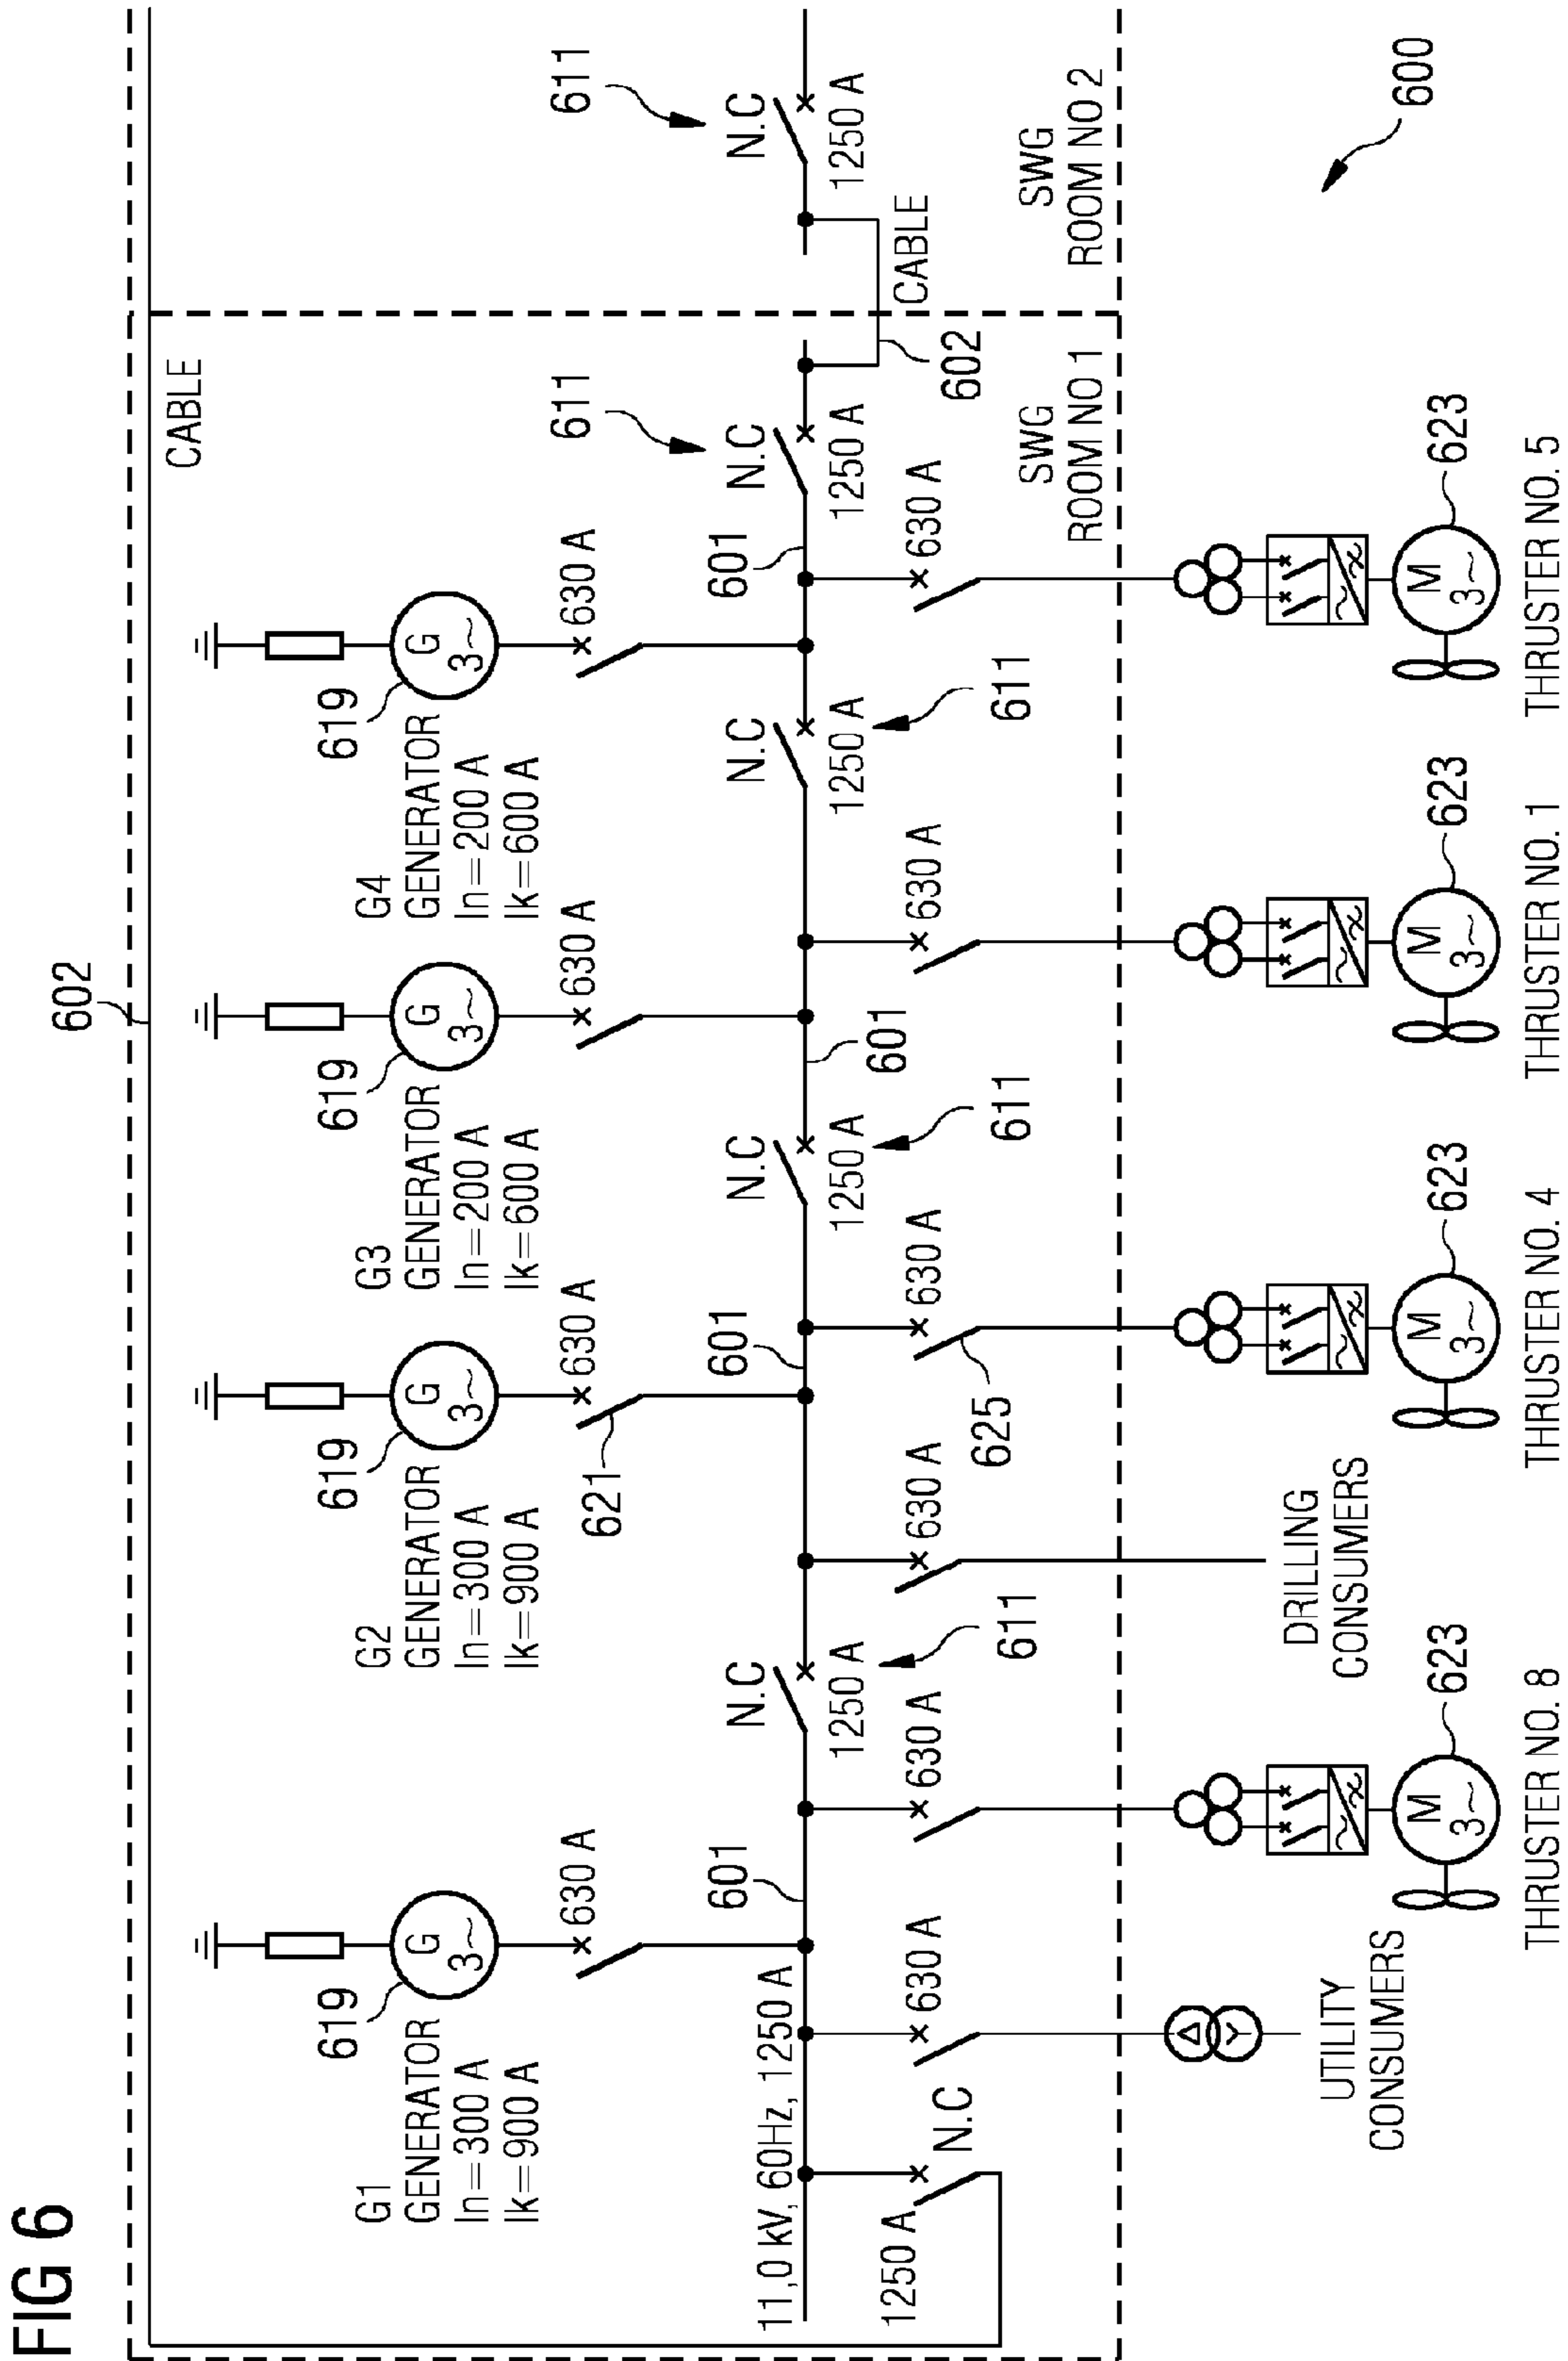 FIG 6
602
CABLE
G1
GENERATOR
In=300 A
Ik=900 A
619
G
3~
630 A
G2
GENERATOR
In=300 A
Ik=900 A
619
G
3~
630 A
621
G3
GENERATOR
In=200 A
Ik=600 A
619
G
3~
630 A
G4
GENERATOR
In=200 A
Ik=600 A
619
G
3~
630 A
611
611
11,0 kV, 60Hz, 1250 A
601
N.C
1250 A
611
601
N.C
1250 A
611
601
N.C
1250 A
611
601
N.C
1250 A
N.C
1250 A
602
CABLE
1250 A
N.C
630 A
630 A
630 A
630 A
625
630 A
630 A
SWG
ROOM NO 1
SWG
ROOM NO 2
600
UTILITY
CONSUMERS
M
3~
623
THRUSTER NO. 8
DRILLING
CONSUMERS
M
3~
623
THRUSTER NO. 4
M
3~
623
THRUSTER NO. 1
M
3~
623
THRUSTER NO. 5